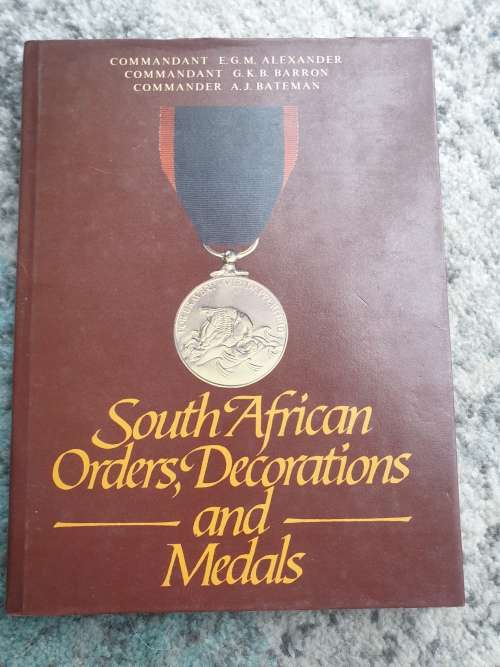 COMMANDANT E.G.M. ALEXANDER
COMMANDANT G.K.B. BARRON
COMMANDER A.J. BATEMAN
South African
Orders, Decorations
and
Medals